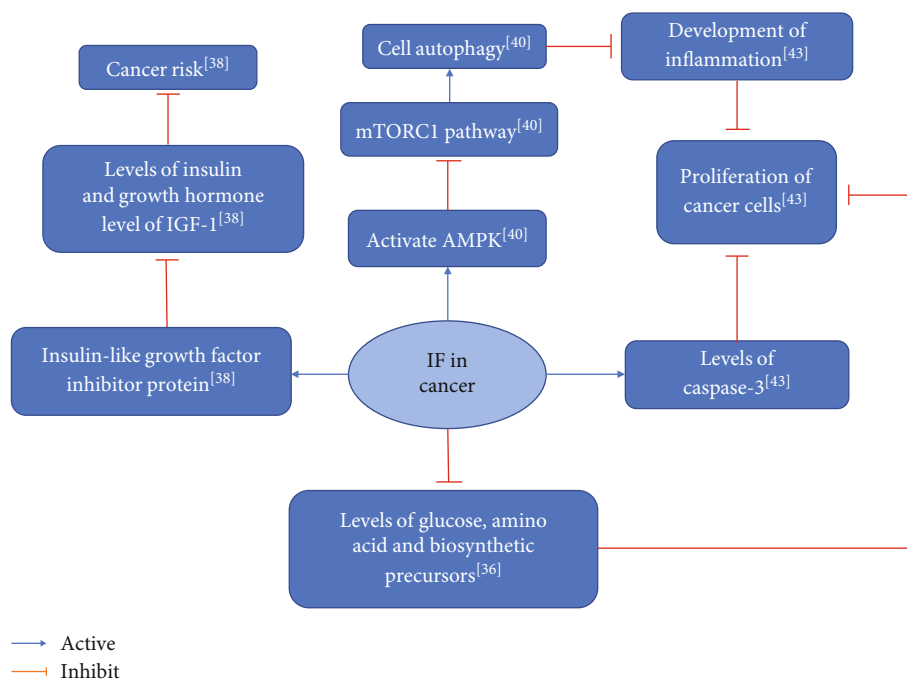 Cancer risk[38]
Levels of insulin
and growth hormone
level of IGF-1[38]
Insulin-like growth factor
inhibitor protein[38]
Cell autophagy[40]
mTORC1 pathway[40]
Activate AMPK[40]
IF in
cancer
Development of
inflammation[43]
Proliferation of
cancer cells[43]
Levels of
caspase-3[43]
Levels of glucose, amino
acid and biosynthetic
precursors[36]
Active
Inhibit